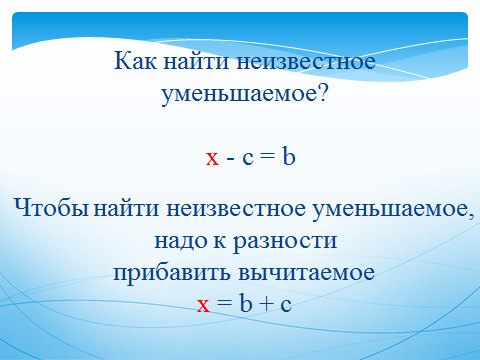 Как найти неизвестное
уменьшаемое?
x - c = b
Чтобы найти неизвестное уменьшаемое,
надо к разности
прибавить вычитаемое
x = b + c